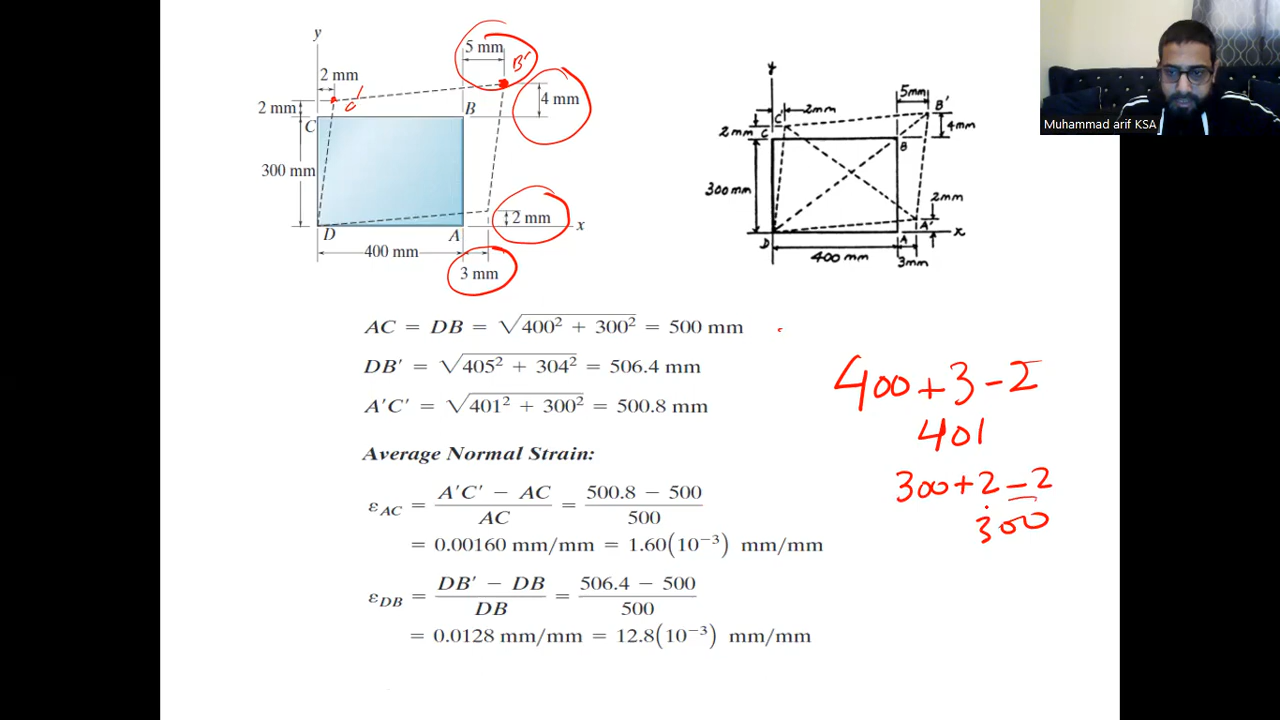 y
5 mm
B'
2 mm
C'
2 mm
4 mm
C
B
300 mm
2 mm
D
A
x
400 mm
3 mm
y
5mm
B'
2mm
C'
2mm
C
4mm
B
300 mm
2mm
A'
D
A
x
400 mm
3mm
Muhammad arif KSA
AC = DB = √400² + 300² = 500 mm
DB' = √405² + 304² = 506.4 mm
A'C' = √401² + 300² = 500.8 mm
Average Normal Strain:
εAC = A'C' − AC / AC = 500.8 − 500 / 500
= 0.00160 mm/mm = 1.60(10⁻³) mm/mm
εDB = DB' − DB / DB = 506.4 − 500 / 500
= 0.0128 mm/mm = 12.8(10⁻³) mm/mm
400+3-2
401
300+2-2
300